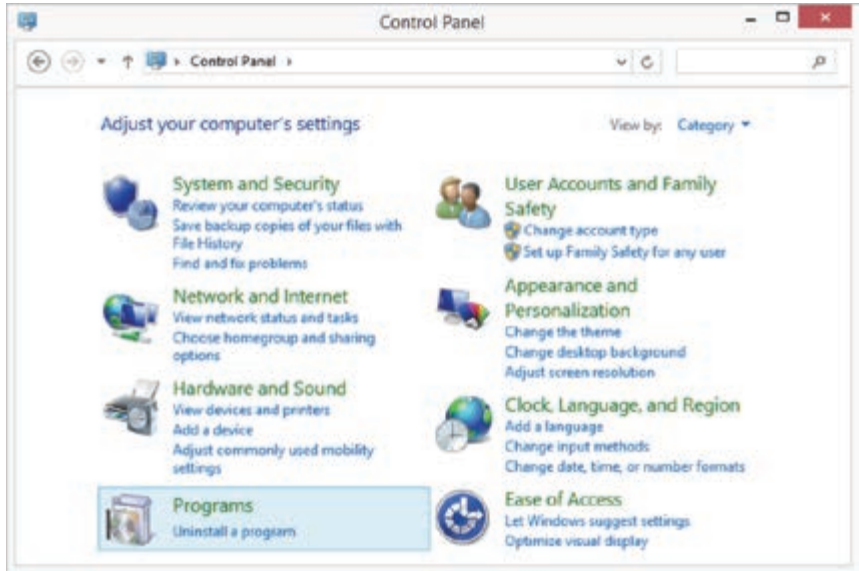 Control Panel
Control Panel
Adjust your computer's settings
View by: Category
System and Security
Review your computer's status
Save backup copies of your files with
File History
Find and fix problems
Network and Internet
View network status and tasks
Choose homegroup and sharing
options
Hardware and Sound
View devices and printers
Add a device
Adjust commonly used mobility
settings
Programs
Uninstall a program
User Accounts and Family
Safety
Change account type
Set up Family Safety for any user
Appearance and
Personalization
Change the theme
Change desktop background
Adjust screen resolution
Clock, Language, and Region
Add a language
Change input methods
Change date, time, or number formats
Ease of Access
Let Windows suggest settings
Optimize visual display